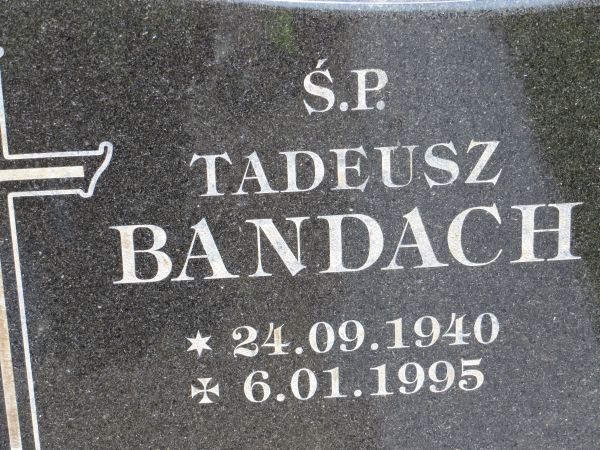 Ś.P.
TADEUSZ
BANDACH
✶ 24.09.1940
✠ 6.01.1995